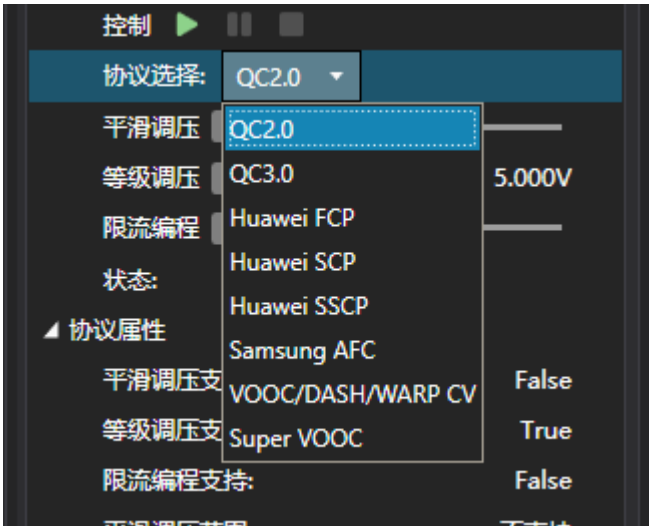 控制
协议选择: QC2.0
平滑调压
QC2.0
等级调压
QC3.0
5.000V
限流编程
Huawei FCP
Huawei SCP
状态:
Huawei SSCP
协议属性
Samsung AFC
平滑调压支
VOOC/DASH/WARP CV
False
等级调压支
Super VOOC
True
限流编程支持:
False